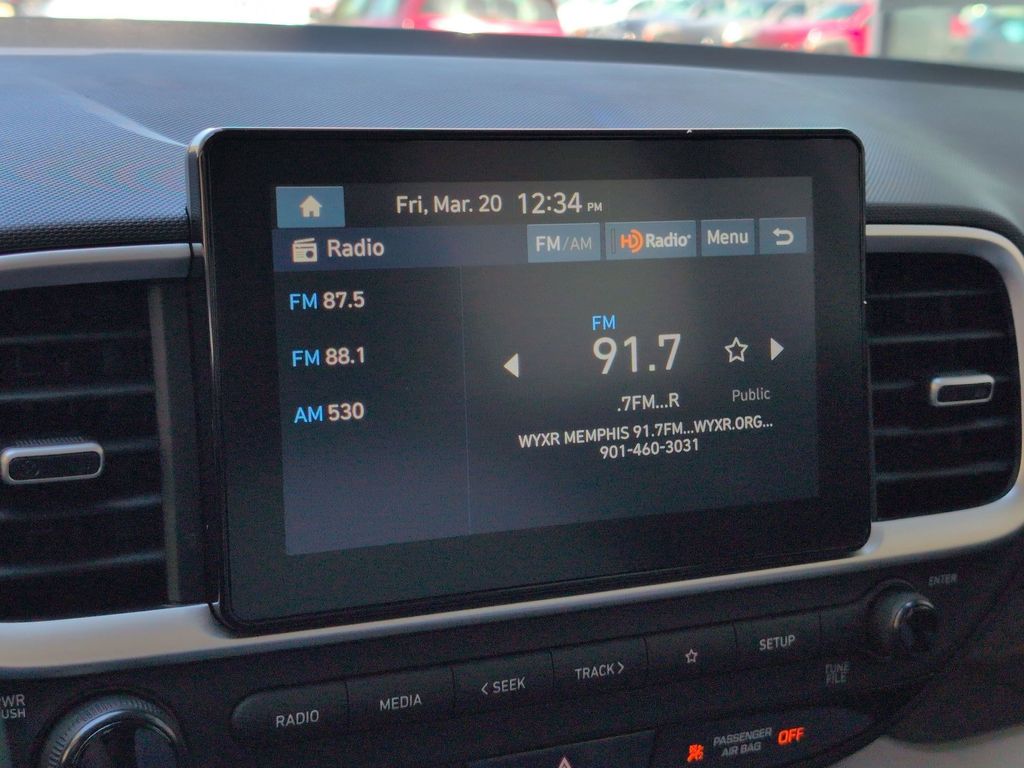 Fri, Mar. 20 12:34 PM
Radio FM/AM HD Radio Menu
FM 87.5
FM 88.1
AM 530
FM
91.7
.7FM...R Public
WYXR MEMPHIS 91.7FM...WYXR.ORG...
901-460-3031
ENTER
RADIO MEDIA < SEEK TRACK > SETUP
TUNE
FILE
PASSENGER
AIR BAG OFF